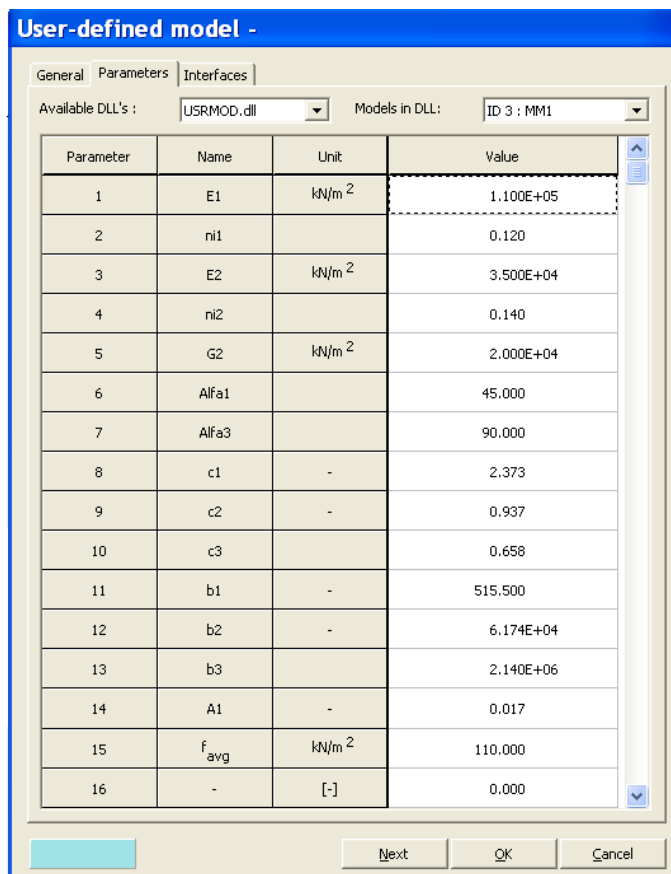 User-defined model -
General Parameters Interfaces
Available DLL's : USRMOD.dll Models in DLL: ID 3 : MM1
Parameter Name Unit Value
1 E1 kN/m 2 1.100E+05
2 ni1 0.120
3 E2 kN/m 2 3.500E+04
4 ni2 0.140
5 G2 kN/m 2 2.000E+04
6 Alfa1 45.000
7 Alfa3 90.000
8 c1 - 2.373
9 c2 - 0.937
10 c3 0.658
11 b1 - 515.500
12 b2 - 6.174E+04
13 b3 2.140E+06
14 A1 - 0.017
15 f avg kN/m 2 110.000
16 - [-] 0.000
Next OK Cancel